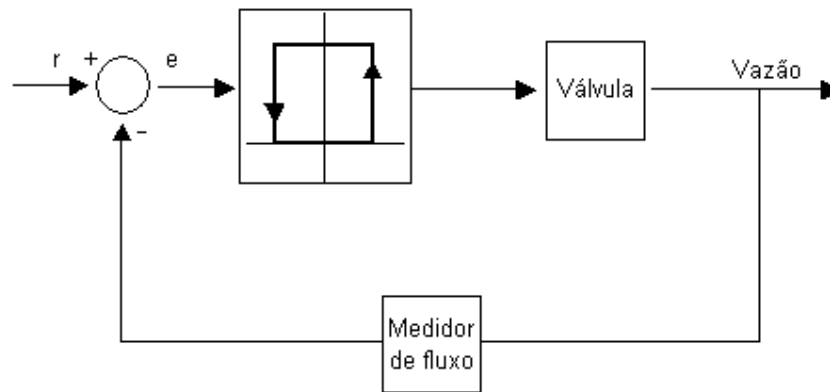 r
+
e
-
Válvula
Vazão
Medidor
de fluxo